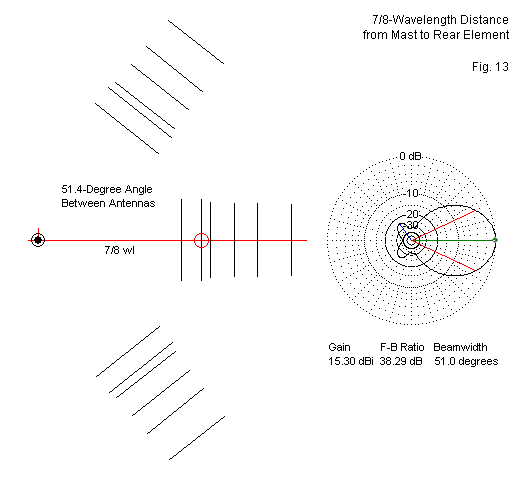 7/8-Wavelength Distance
from Mast to Rear Element
Fig. 13
51.4-Degree Angle
Between Antennas
7/8 wl
0 dB
-10
-20
-30
Gain F-B Ratio Beamwidth
15.30 dBi 38.29 dB 51.0 degrees